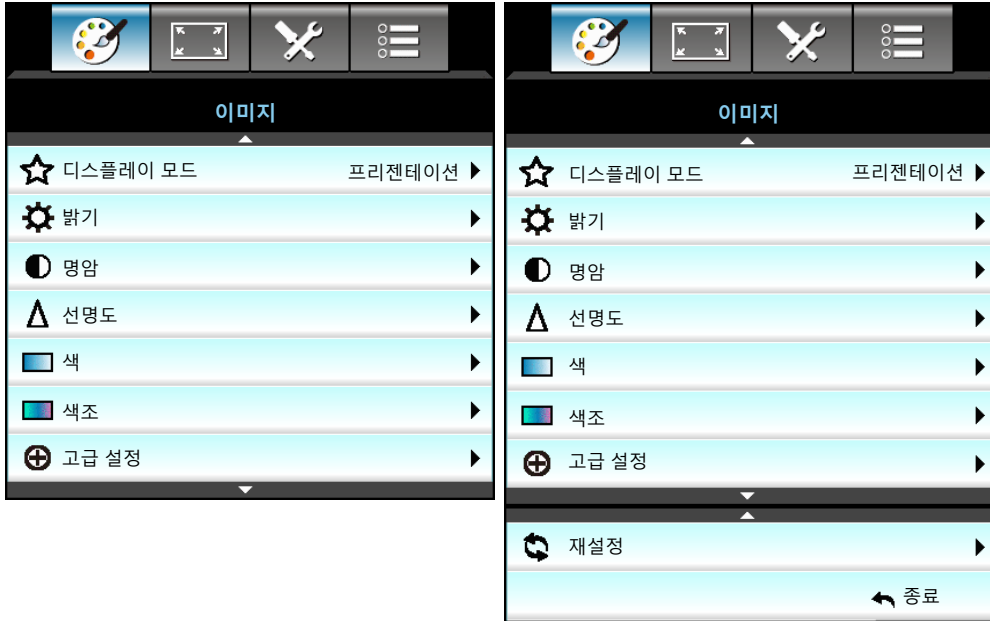 이미지
디스플레이 모드 프리젠테이션
밝기
명암
선명도
색
색조
고급 설정
이미지
디스플레이 모드 프리젠테이션
밝기
명암
선명도
색
색조
고급 설정
재설정
종료